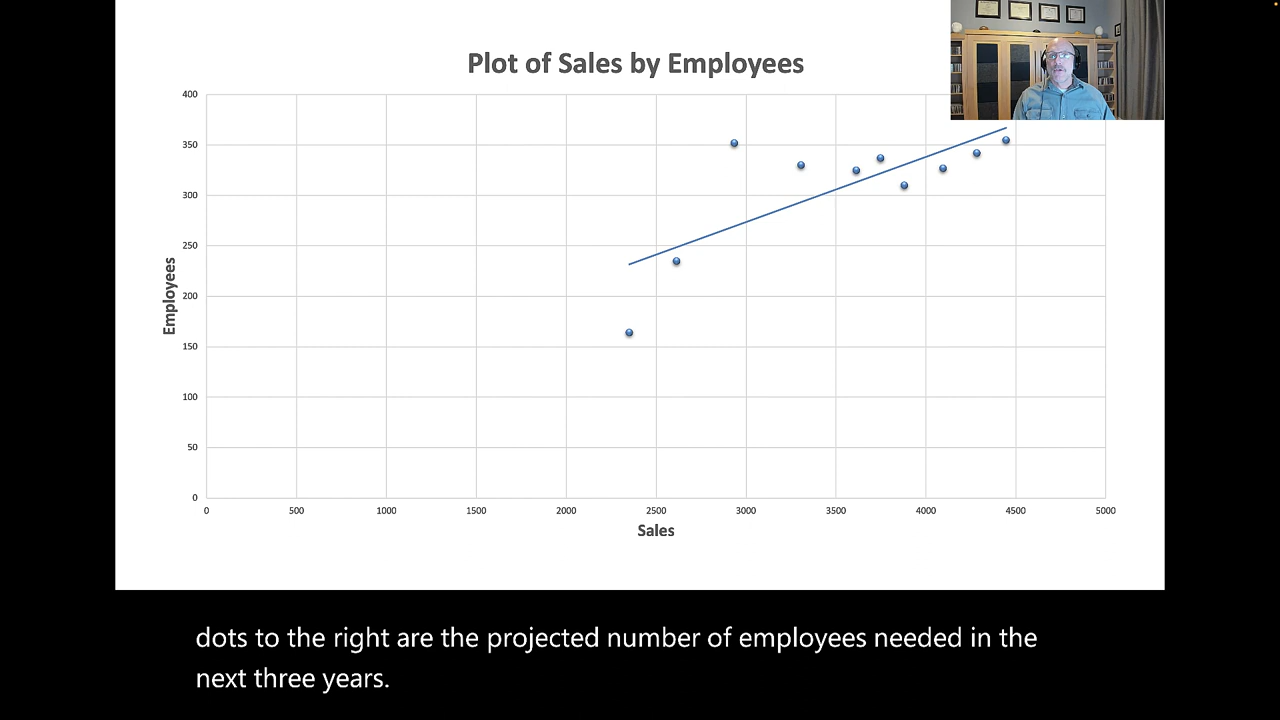 Plot of Sales by Employees
400
350
300
250
200
150
100
50
0
Employees
0 500 1000 1500 2000 2500 3000 3500 4000 4500 5000
Sales
dots to the right are the projected number of employees needed in the
next three years.